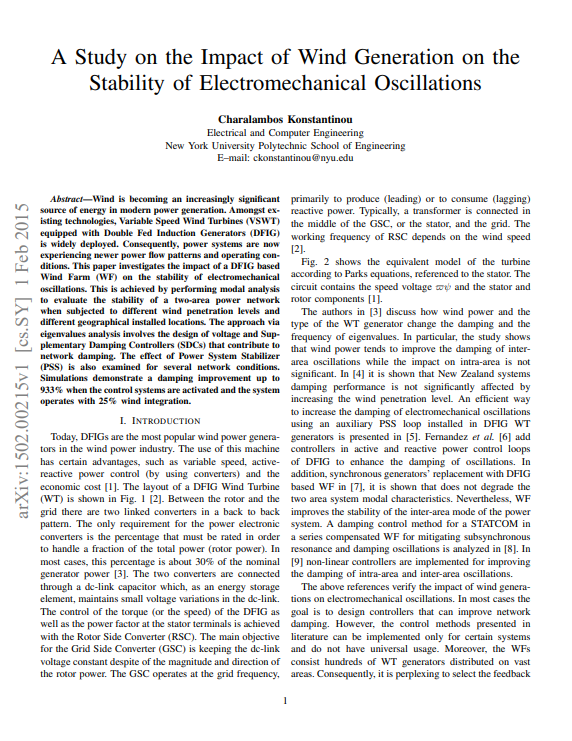 A Study on the Impact of Wind Generation on the
Stability of Electromechanical Oscillations
Charalambos Konstantinou
Electrical and Computer Engineering
New York University Polytechnic School of Engineering
E–mail: ckonstantinou@nyu.edu
arXiv:1502.00215v1 [cs.SY] 1 Feb 2015
Abstract—Wind is becoming an increasingly significant
source of energy in modern power generation. Amongst ex-
isting technologies, Variable Speed Wind Turbines (VSWT)
equipped with Double Fed Induction Generators (DFIG)
is widely deployed. Consequently, power systems are now
experiencing newer power flow patterns and operating con-
ditions. This paper investigates the impact of a DFIG based
Wind Farm (WF) on the stability of electromechanical
oscillations. This is achieved by performing modal analysis
to evaluate the stability of a two-area power network
when subjected to different wind penetration levels and
different geographical installed locations. The approach via
eigenvalues analysis involves the design of voltage and Sup-
plementary Damping Controllers (SDCs) that contribute to
network damping. The effect of Power System Stabilizer
(PSS) is also examined for several network conditions.
Simulations demonstrate a damping improvement up to
933% when the control systems are activated and the system
operates with 25% wind integration.
I. INTRODUCTION
Today, DFIGs are the most popular wind power genera-
tors in the wind power industry. The use of this machine
has certain advantages, such as variable speed, active-
reactive power control (by using converters) and the
economic cost [1]. The layout of a DFIG Wind Turbine
(WT) is shown in Fig. 1 [2]. Between the rotor and the
grid there are two linked converters in a back to back
pattern. The only requirement for the power electronic
converters is the percentage that must be rated in order
to handle a fraction of the total power (rotor power). In
most cases, this percentage is about 30% of the nominal
generator power [3]. The two converters are connected
through a dc-link capacitor which, as an energy storage
element, maintains small voltage variations in the dc-link.
The control of the torque (or the speed) of the DFIG as
well as the power factor at the stator terminals is achieved
with the Rotor Side Converter (RSC). The main objective
for the Grid Side Converter (GSC) is keeping the dc-link
voltage constant despite of the magnitude and direction of
the rotor power. The GSC operates at the grid frequency,
primarily to produce (leading) or to consume (lagging)
reactive power. Typically, a transformer is connected in
the middle of the GSC, or the stator, and the grid. The
working frequency of RSC depends on the wind speed
[2].
Fig. 2 shows the equivalent model of the turbine
according to Parks equations, referenced to the stator. The
circuit contains the speed voltage ϖψ and the stator and
rotor components [1].
The authors in [3] discuss how wind power and the
type of the WT generator change the damping and the
frequency of eigenvalues. In particular, the study shows
that wind power tends to improve the damping of inter-
area oscillations while the impact on intra-area is not
significant. In [4] it is shown that New Zealand systems
damping performance is not significantly affected by
increasing the wind penetration level. An efficient way
to increase the damping of electromechanical oscillations
using an auxiliary PSS loop installed in DFIG WT
generators is presented in [5]. Fernandez et al. [6] add
controllers in active and reactive power control loops
of DFIG to enhance the damping of oscillations. In
addition, synchronous generators' replacement with DFIG
based WF in [7], it is shown that does not degrade the
two area system modal characteristics. Nevertheless, WF
improves the stability of the inter-area mode of the power
system. A damping control method for a STATCOM in
a series compensated WF for mitigating subsynchronous
resonance and damping oscillations is analyzed in [8]. In
[9] non-linear controllers are implemented for improving
the damping of intra-area and inter-area oscillations.
The above references verify the impact of wind genera-
tions on electromechanical oscillations. In most cases the
goal is to design controllers that can improve network
damping. However, the control methods presented in
literature can be implemented only for certain systems
and do not have universal usage. Moreover, the WFs
consist hundreds of WT generators distributed on vast
areas. Consequently, it is perplexing to select the feedback
1